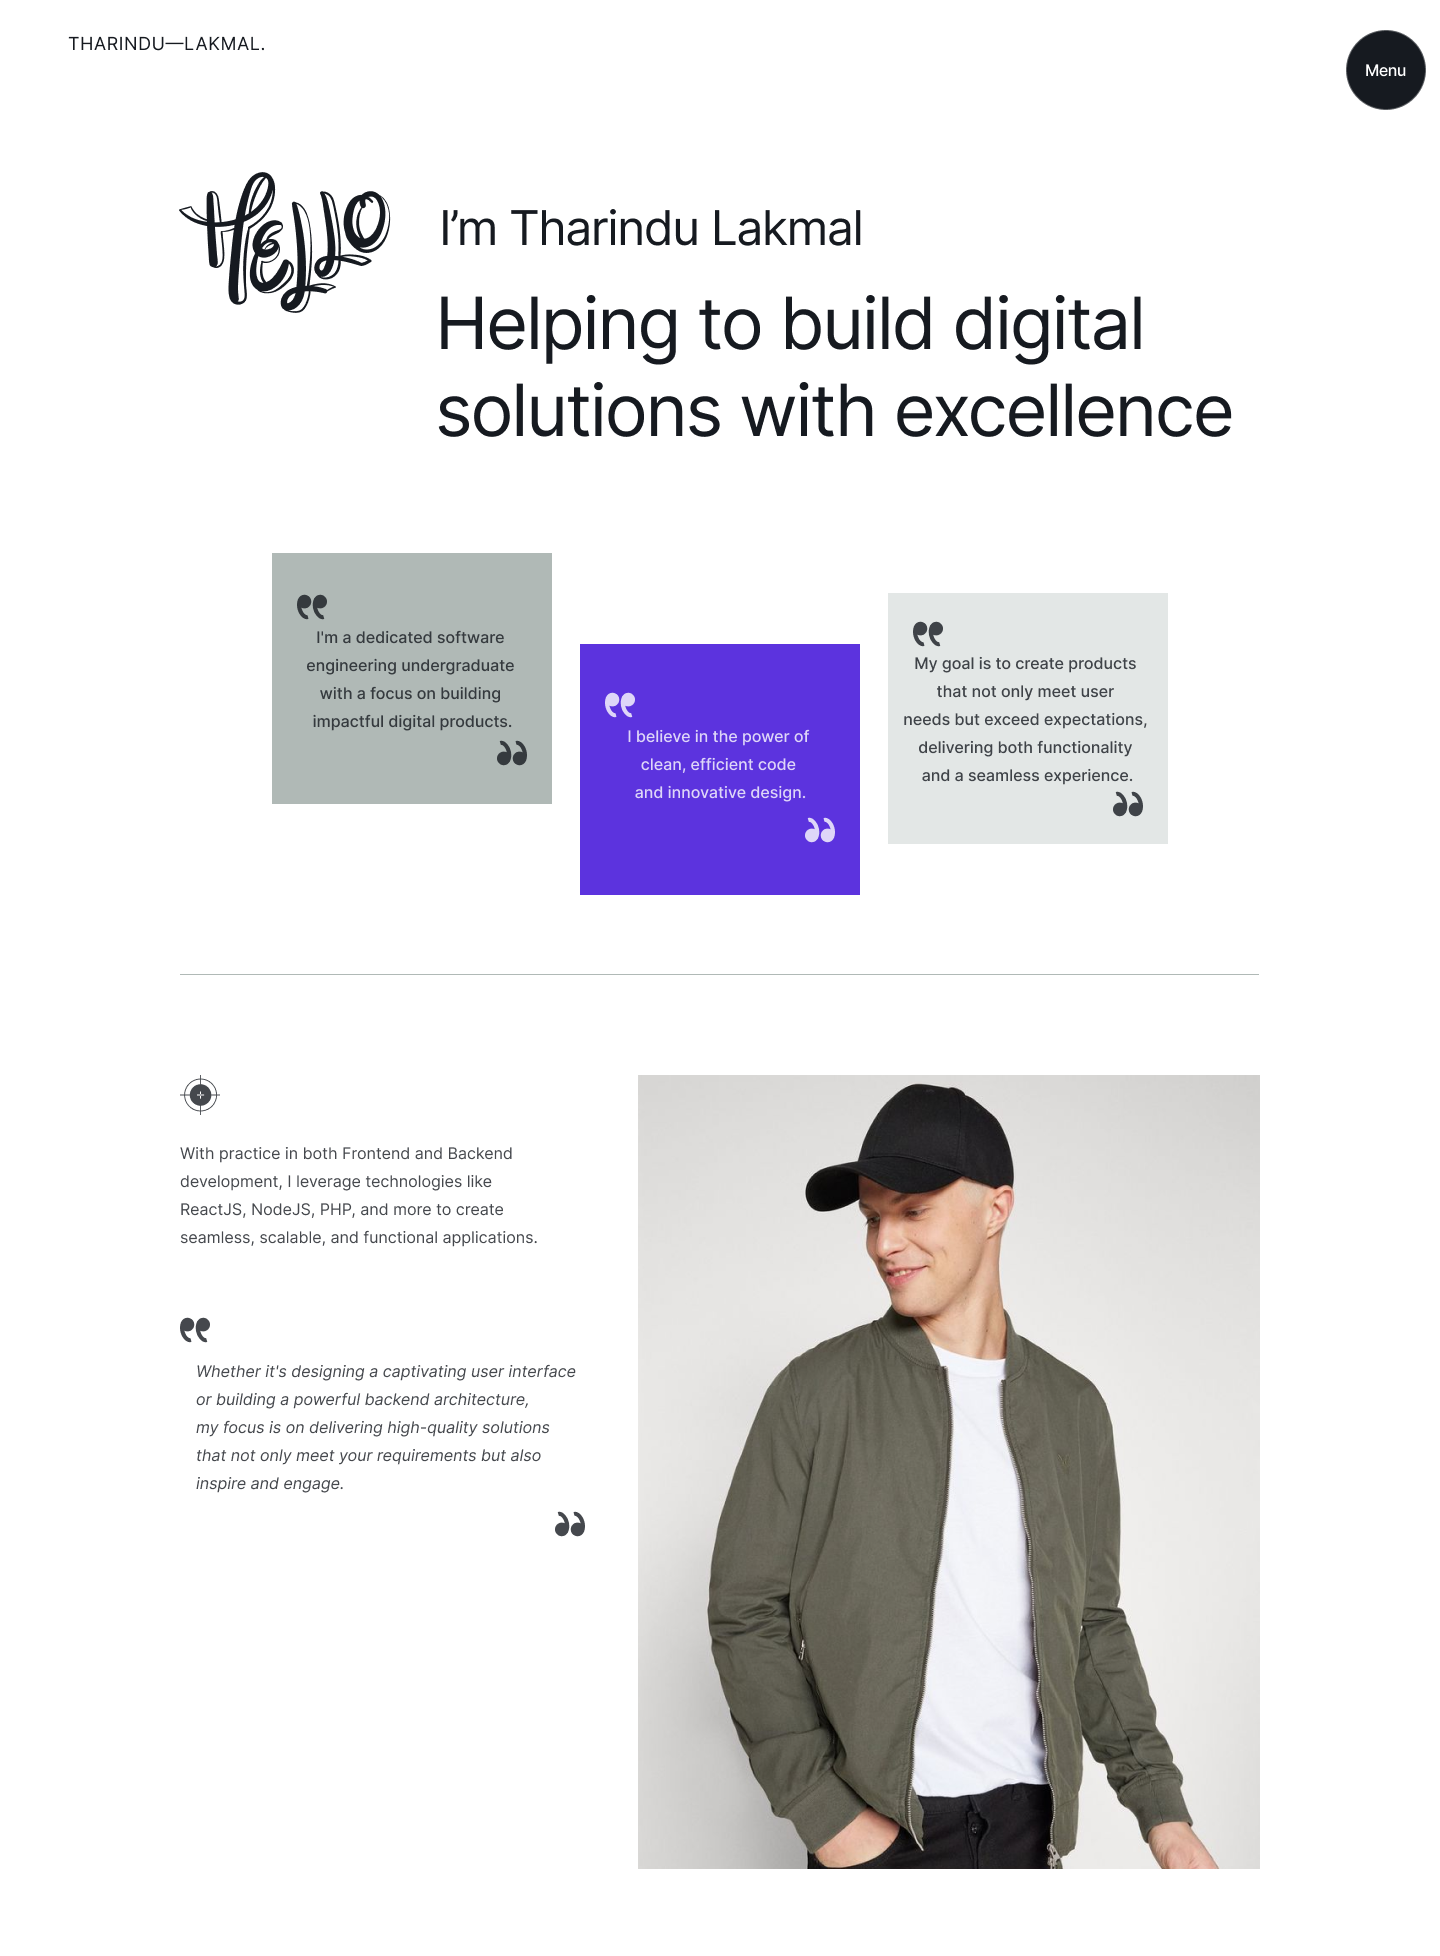 THARINDU—LAKMAL.
Menu
HELLO
I’m Tharindu Lakmal
Helping to build digital
solutions with excellence
I'm a dedicated software
engineering undergraduate
with a focus on building
impactful digital products.
I believe in the power of
clean, efficient code
and innovative design.
My goal is to create products
that not only meet user
needs but exceed expectations,
delivering both functionality
and a seamless experience.
With practice in both Frontend and Backend
development, I leverage technologies like
ReactJS, NodeJS, PHP, and more to create
seamless, scalable, and functional applications.
Whether it's designing a captivating user interface
or building a powerful backend architecture,
my focus is on delivering high-quality solutions
that not only meet your requirements but also
inspire and engage.